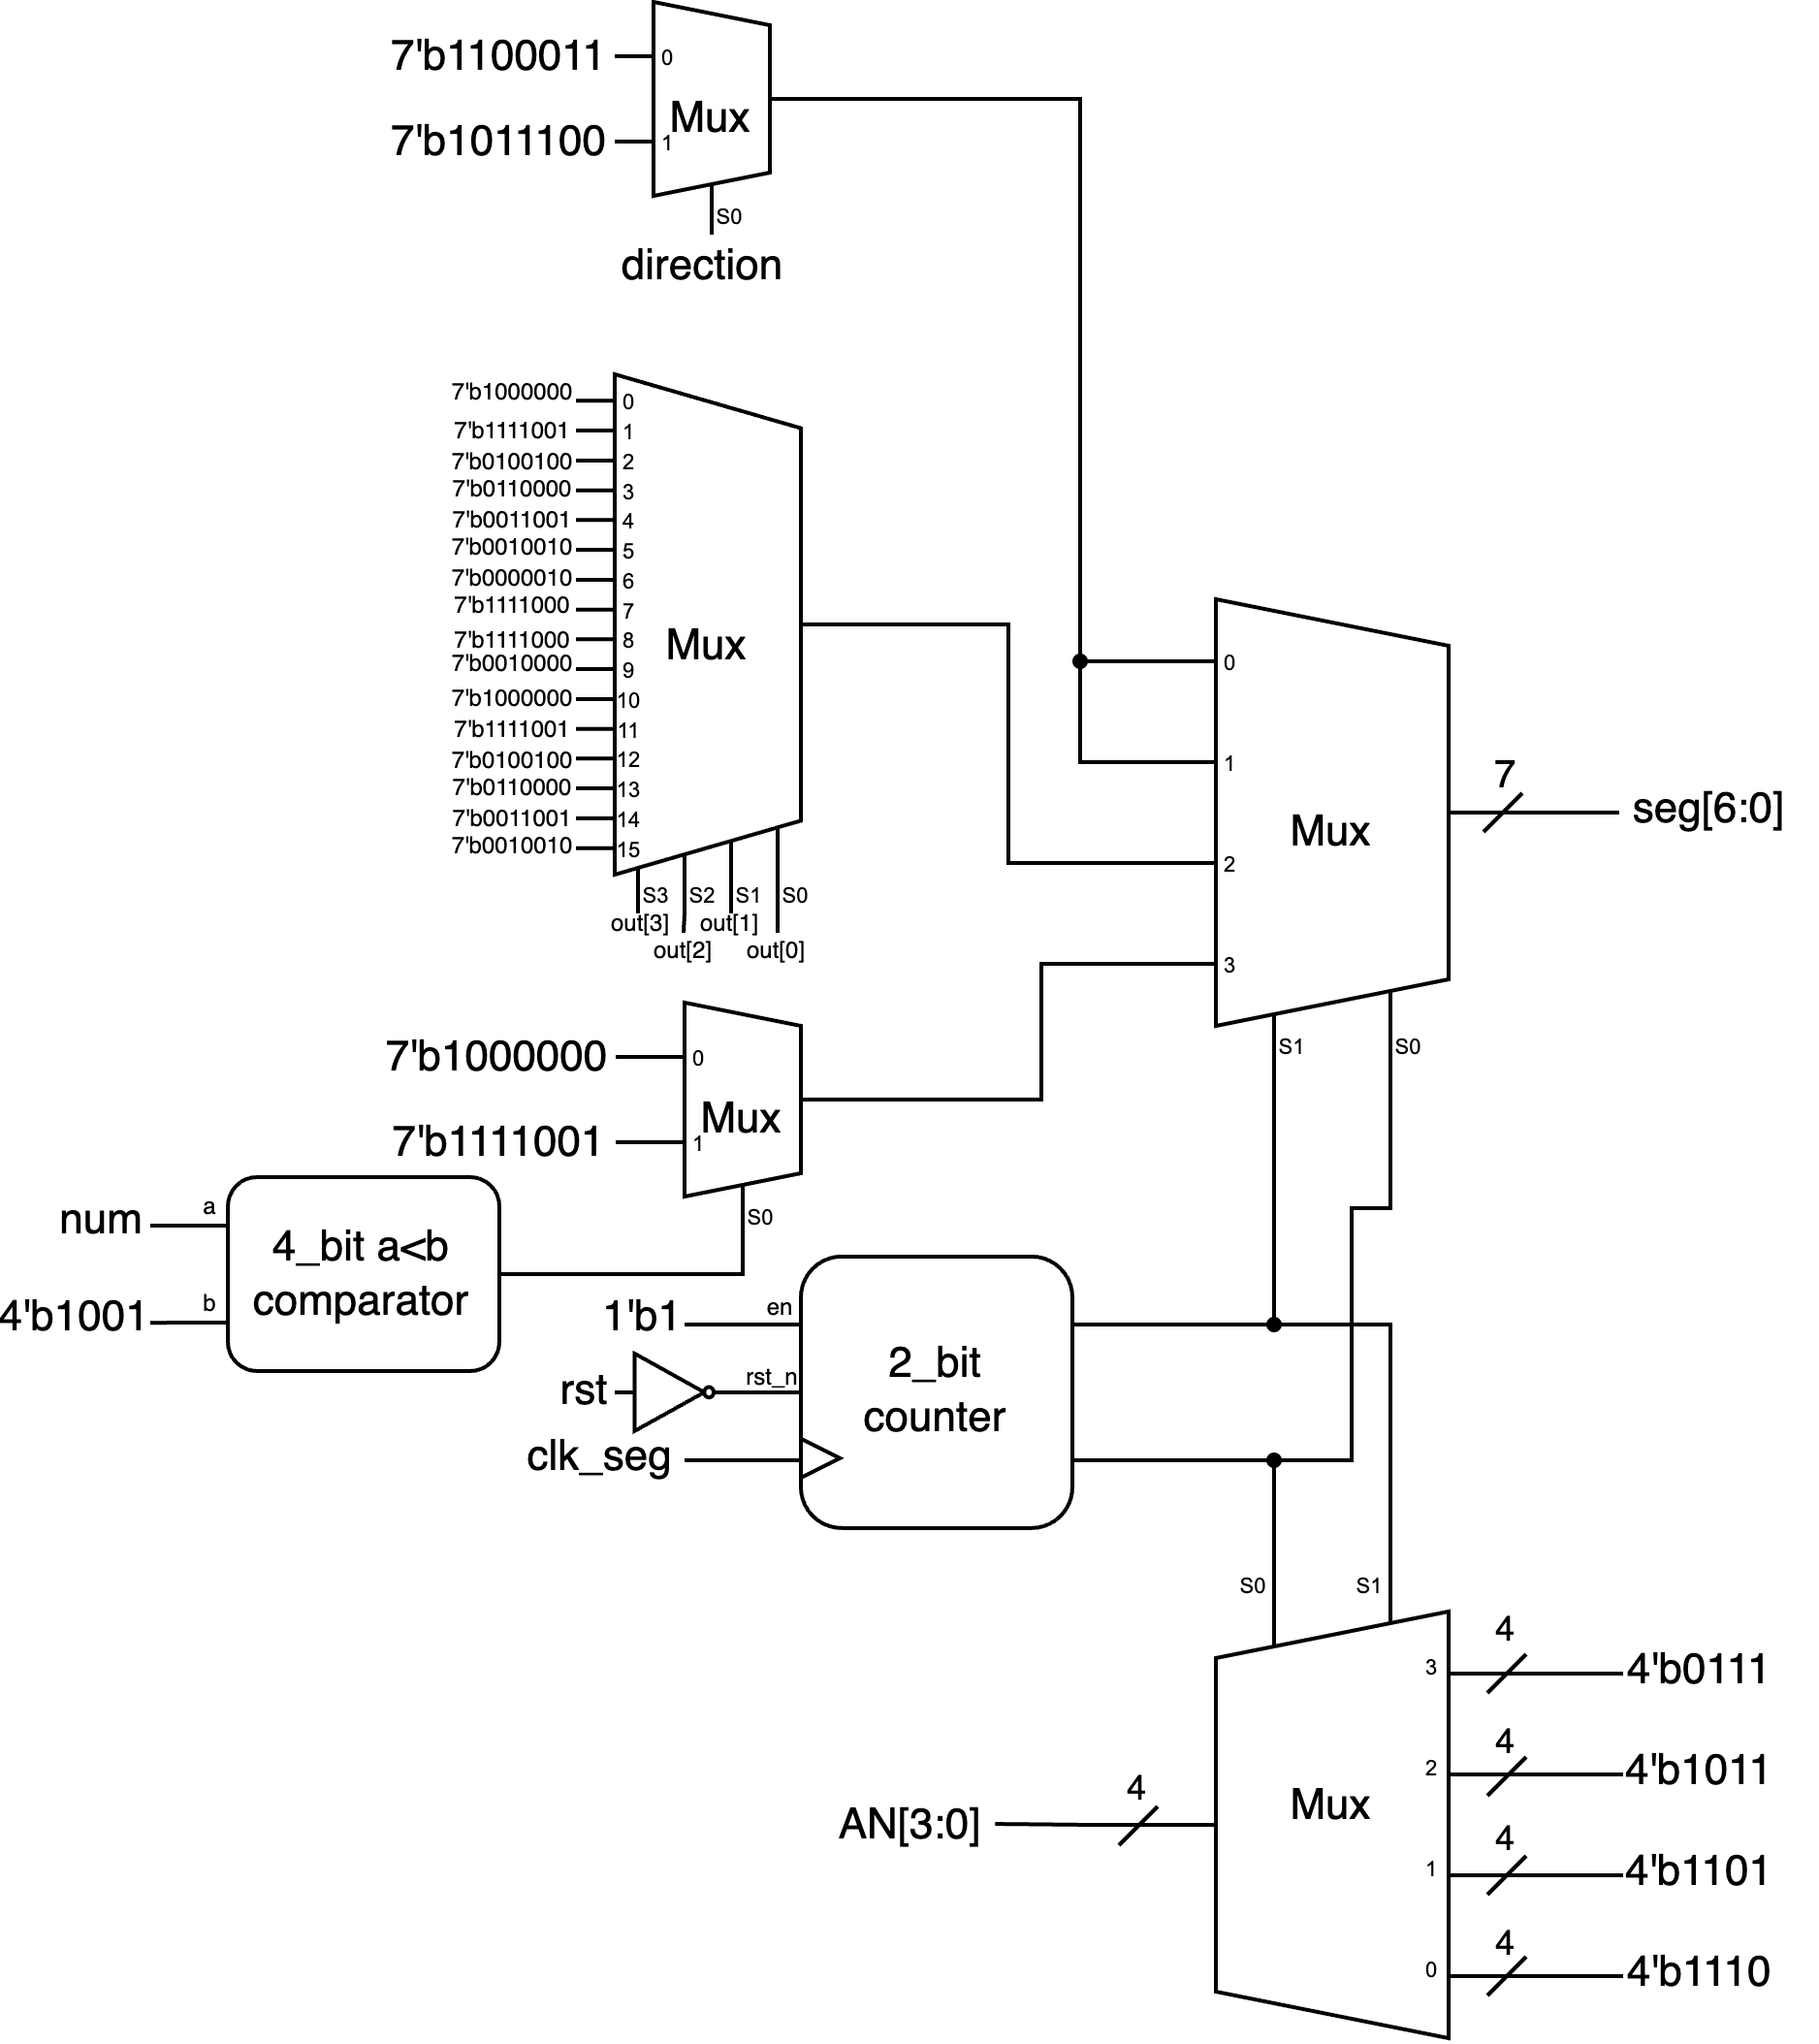 7'b1100011
0
Mux
7'b1011100
1
S0
direction
7'b1000000
0
7'b1111001
1
7'b0100100
2
7'b0110000
3
7'b0011001
4
7'b0010010
5
7'b0000010
6
7'b1111000
7
7'b1111000
8
7'b0010000
9
7'b1000000
10
7'b1111001
11
7'b0100100
12
7'b0110000
13
7'b0011001
14
7'b0010010
15
Mux
S3
S2
S1
S0
out[3]
out[1]
out[2]
out[0]
0
1
2
3
Mux
S1
S0
7
seg[6:0]
7'b1000000
0
Mux
7'b1111001
1
S0
num
a
4'b1001
b
4_bit a<b
comparator
1'b1
en
rst
rst_n
clk_seg
2_bit
counter
S0
S1
AN[3:0]
4
Mux
3
4
4'b0111
2
4
4'b1011
1
4
4'b1101
0
4
4'b1110